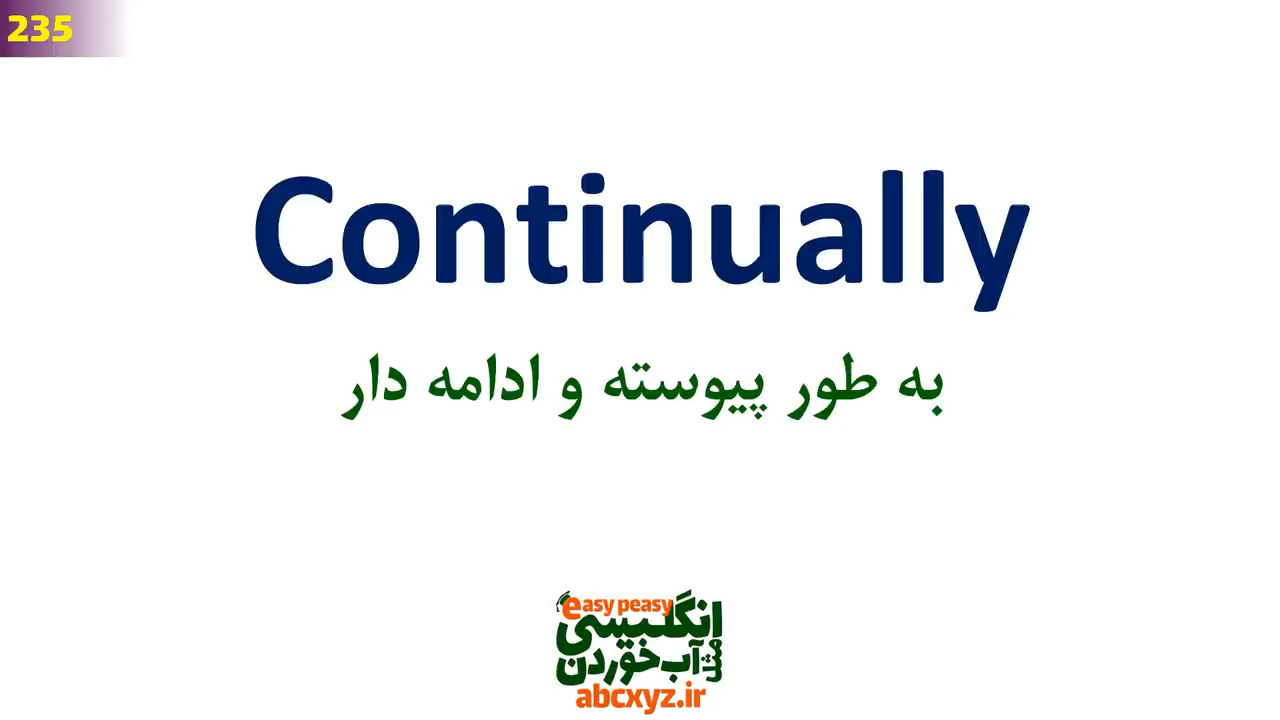 235
Continually
به طور پیوسته و ادامه دار
easy peasy
انگلیسی
مثل آب خوردن
abcxyz.ir